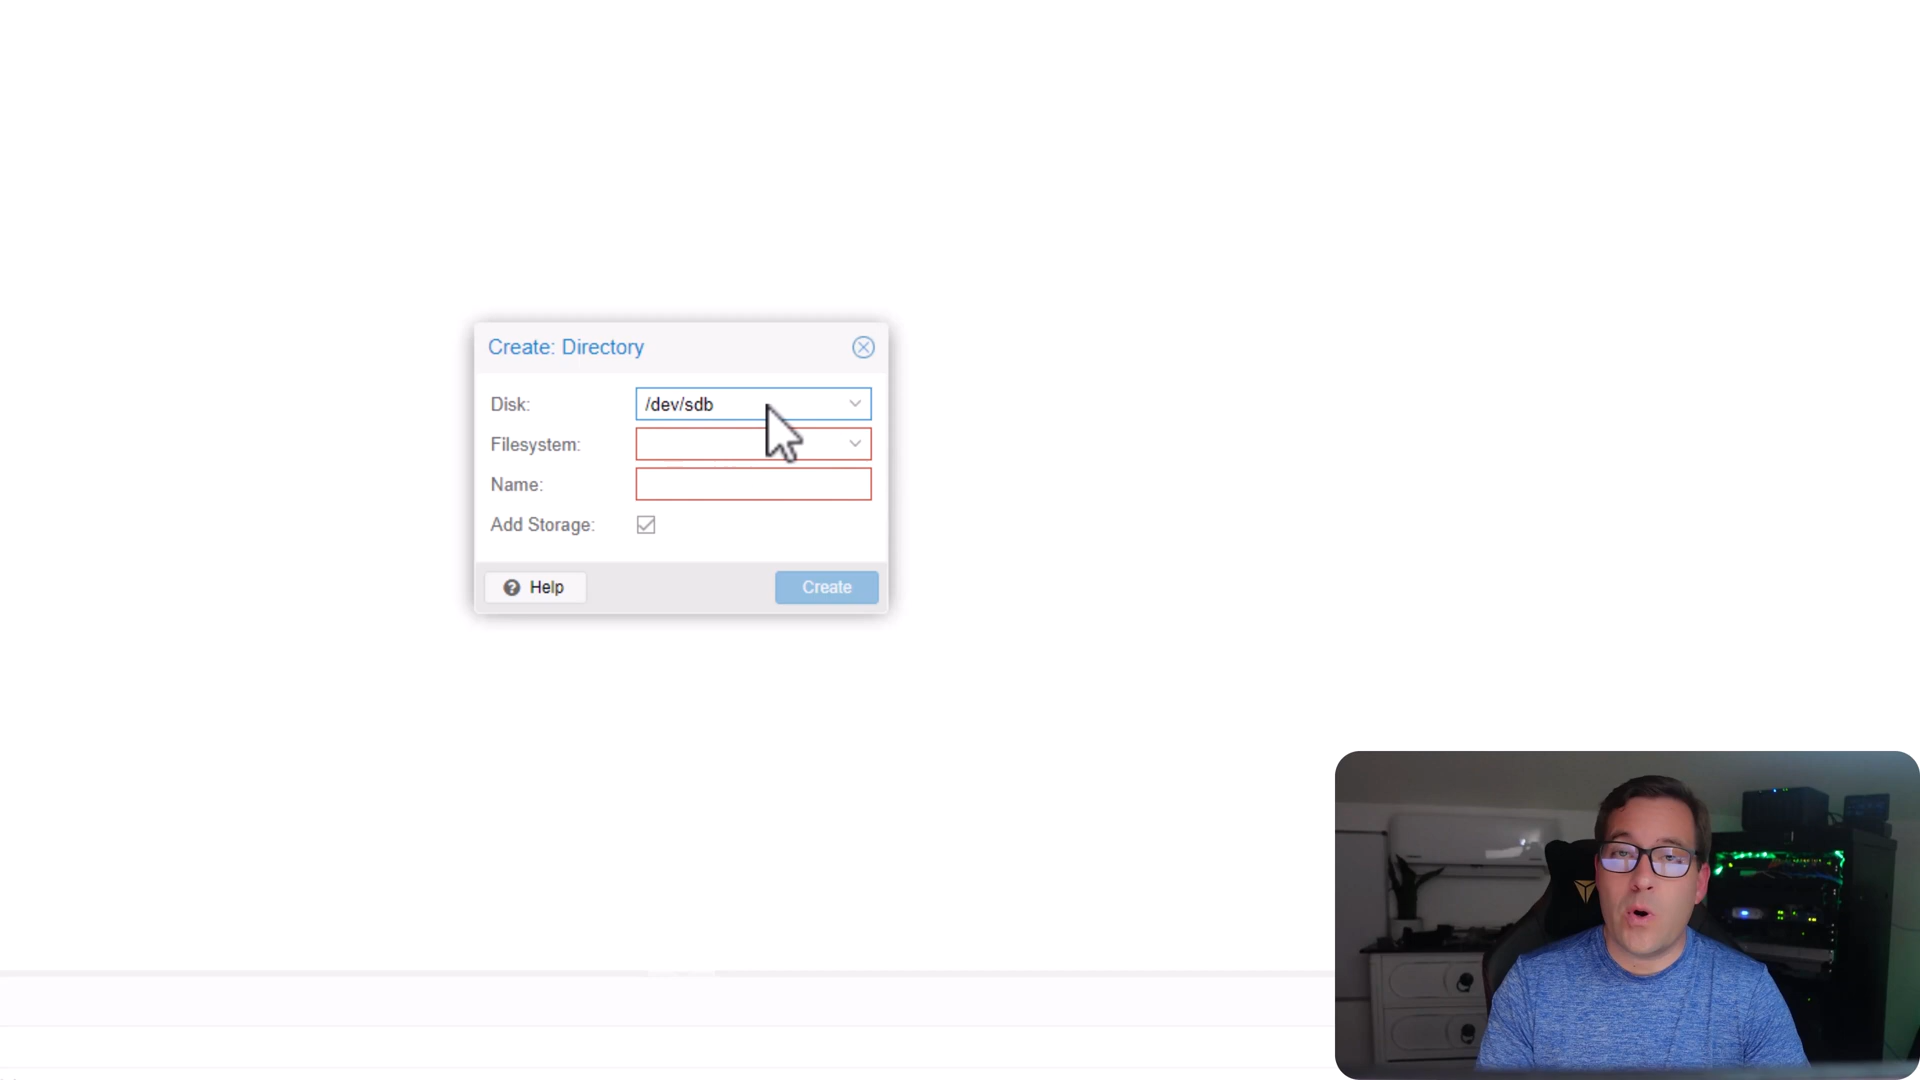 Create: Directory
Disk: /dev/sdb
Filesystem:
Name:
Add Storage:
Help
Create